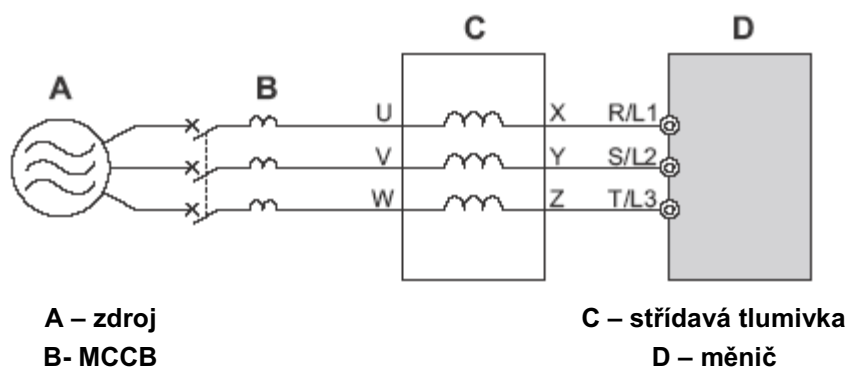 C D
A B
U X R/L1
V Y S/L2
W Z T/L3
A – zdroj C – střídavá tlumivka
B- MCCB D – měnič